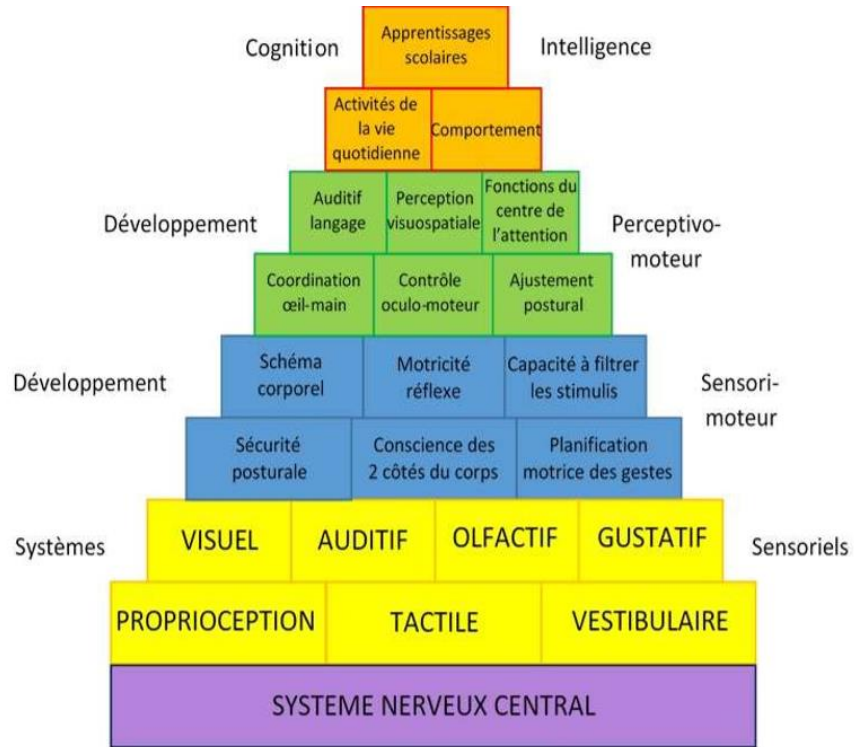 Cognition
Apprentissages
scolaires
Intelligence
Activités de
la vie
quotidienne
Comportement
Développement
Auditif
langage
Perception
visuospatiale
Fonctions du
centre de
l'attention
Perceptivo-
moteur
Coordination
œil-main
Contrôle
oculo-moteur
Ajustement
postural
Développement
Schéma
corporel
Motricité
réflexe
Capacité à filtrer
les stimulis
Sensori-
moteur
Sécurité
posturale
Conscience des
2 côtés du corps
Planification
motrice des gestes
Systèmes
VISUEL
AUDITIF
OLFACTIF
GUSTATIF
Sensoriels
PROPRIOCEPTION
TACTILE
VESTIBULAIRE
SYSTEME NERVEUX CENTRAL